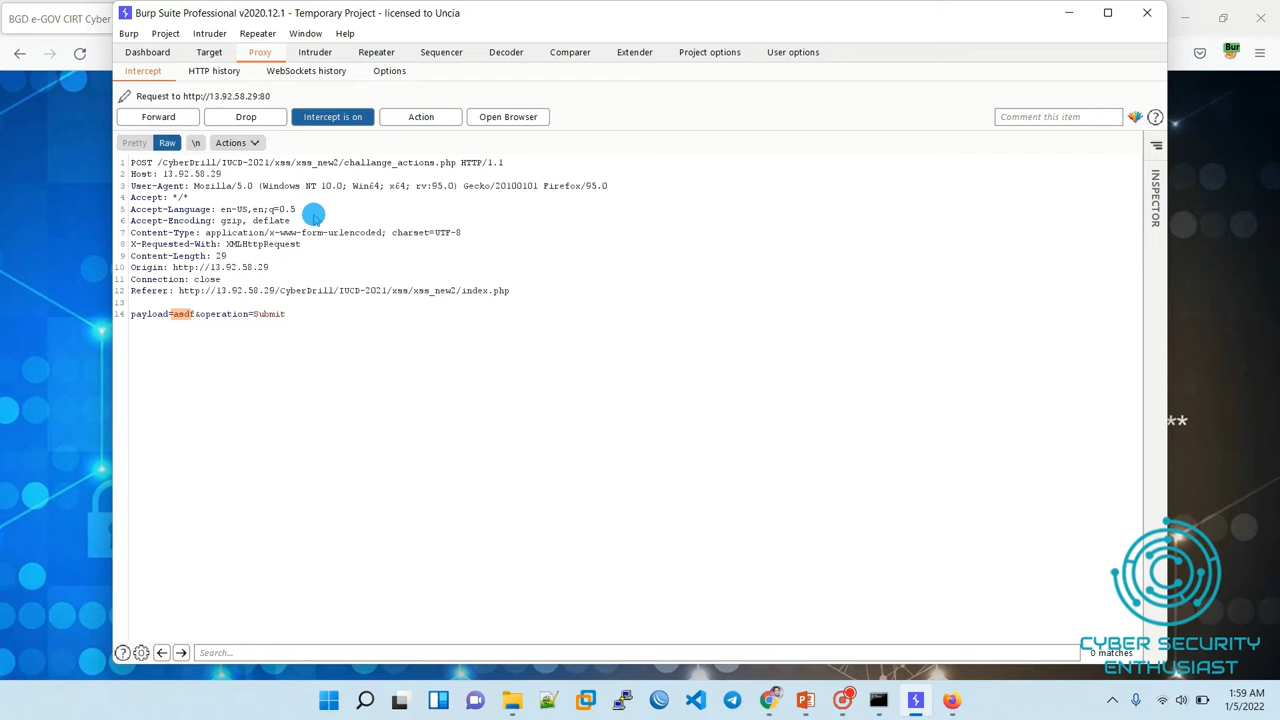 BGD e-GOV CIRT Cyber
Burp Suite Professional v2020.12.1 - Temporary Project - licensed to Uncia
Burp Project Intruder Repeater Window Help
Dashboard Target Proxy Intruder Repeater Sequencer Decoder Comparer Extender Project options User options
Intercept HTTP history WebSockets history Options
Bur
Request to http://13.92.58.29:80
Forward Drop Intercept is on Action Open Browser Comment this item
Pretty Raw \n Actions
INSPECTOR
1 POST /CyberDrill/IUCD-2021/xss/xss_new2/challange_actions.php HTTP/1.1
2 Host: 13.92.58.29
3 User-Agent: Mozilla/5.0 (Windows NT 10.0; Win64; x64; rv:95.0) Gecko/20100101 Firefox/95.0
4 Accept: */*
5 Accept-Language: en-US,en;q=0.5
6 Accept-Encoding: gzip, deflate
7 Content-Type: application/x-www-form-urlencoded; charset=UTF-8
8 X-Requested-With: XMLHttpRequest
9 Content-Length: 29
10 Origin: http://13.92.58.29
11 Connection: close
12 Referer: http://13.92.58.29/CyberDrill/IUCD-2021/xss/xss_new2/index.php
13
14 payload=asdf&operation=Submit
**
Search... 0 matches
CYBER SECURITY
ENTHUSIAST
1:59 AM
1/5/2022